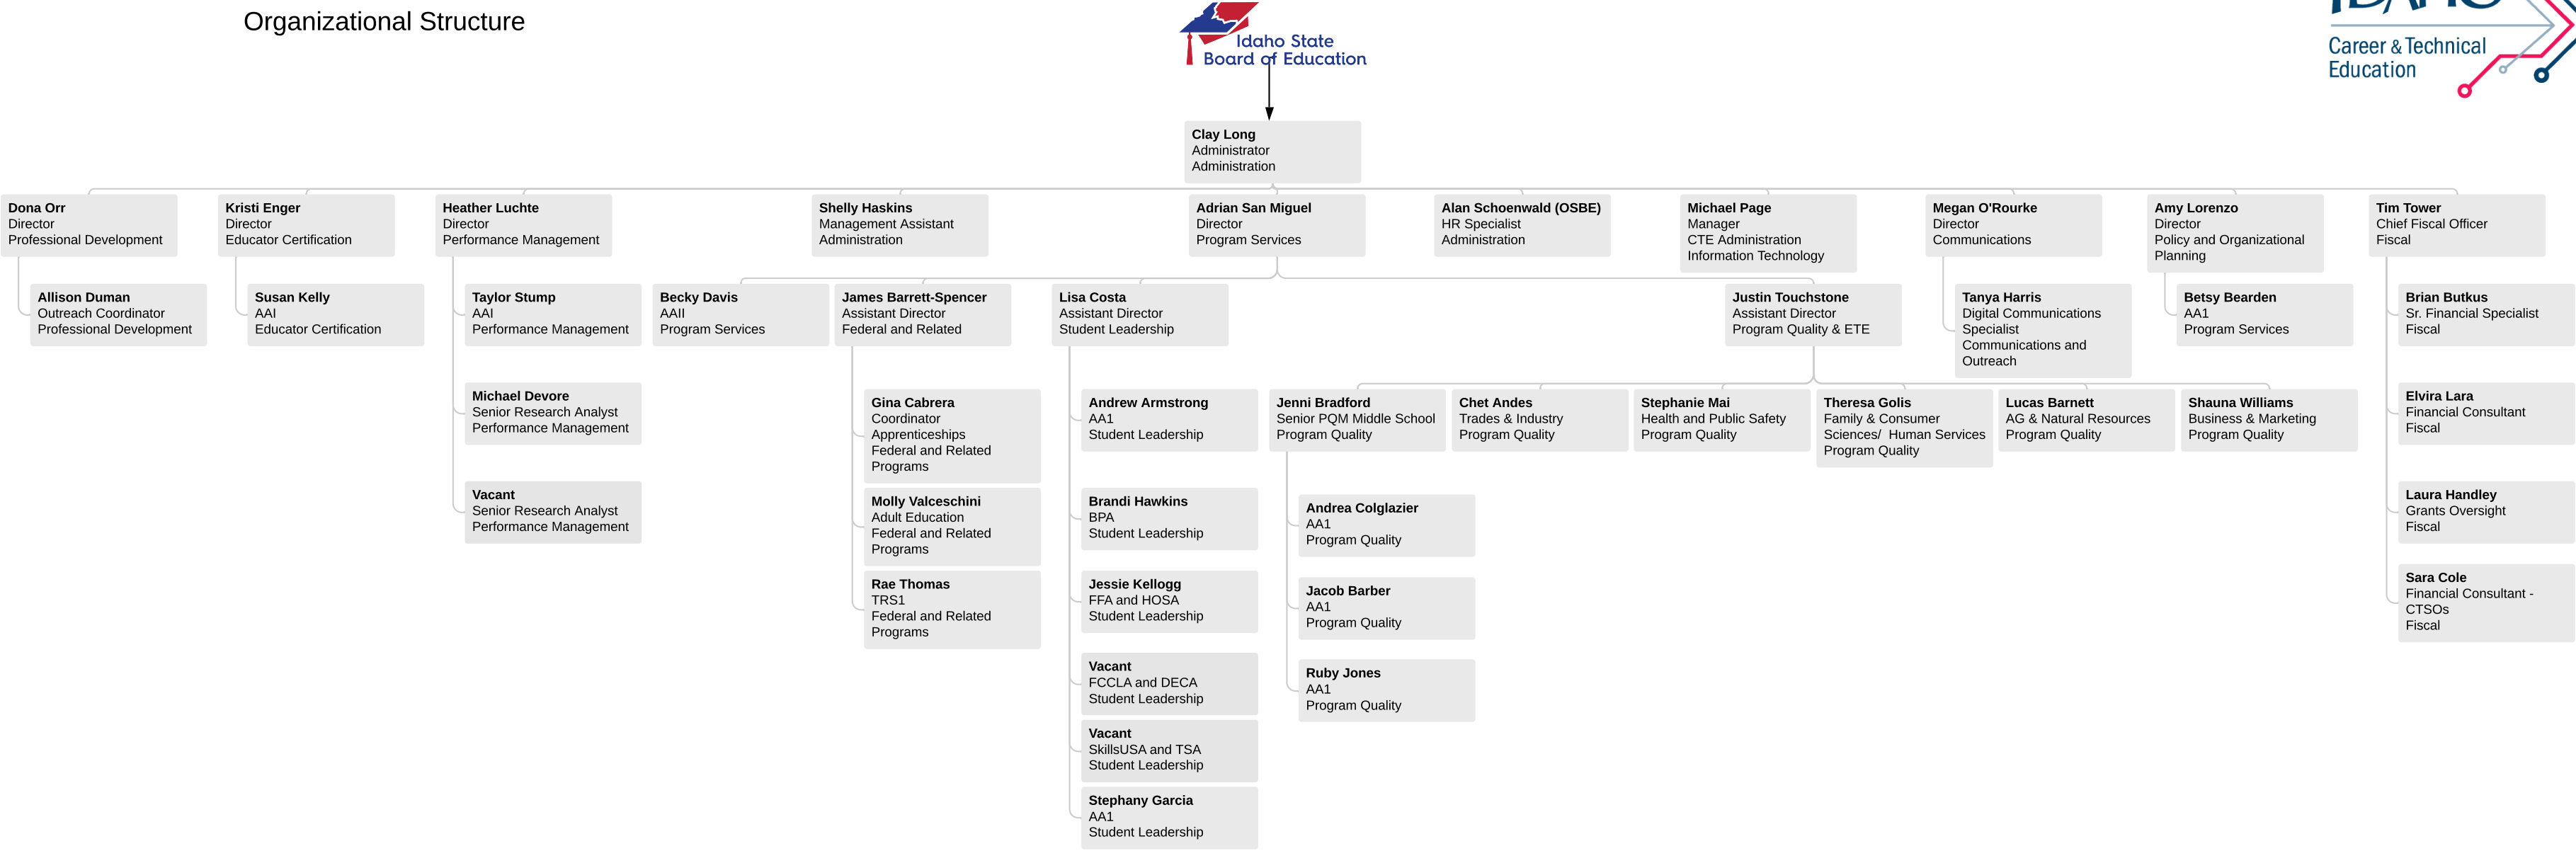 Organizational Structure
Idaho State
Board of Education
IDAHO
Career & Technical
Education
Clay Long
Administrator
Administration
Dona Orr
Director
Professional Development
Kristi Enger
Director
Educator Certification
Heather Luchte
Director
Performance Management
Shelly Haskins
Management Assistant
Administration
Adrian San Miguel
Director
Program Services
Alan Schoenwald (OSBE)
HR Specialist
Administration
Michael Page
Manager
CTE Administration
Information Technology
Megan O'Rourke
Director
Communications
Amy Lorenzo
Director
Policy and Organizational
Planning
Tim Tower
Chief Fiscal Officer
Fiscal
Allison Duman
Outreach Coordinator
Professional Development
Susan Kelly
AAI
Educator Certification
Taylor Stump
AAI
Performance Management
Michael Devore
Senior Research Analyst
Performance Management
Vacant
Senior Research Analyst
Performance Management
Becky Davis
AAII
Program Services
James Barrett-Spencer
Assistant Director
Federal and Related
Gina Cabrera
Coordinator
Apprenticeships
Federal and Related
Programs
Molly Valceschini
Adult Education
Federal and Related
Programs
Rae Thomas
TRS1
Federal and Related
Programs
Lisa Costa
Assistant Director
Student Leadership
Andrew Armstrong
AA1
Student Leadership
Brandi Hawkins
BPA
Student Leadership
Jessie Kellogg
FFA and HOSA
Student Leadership
Vacant
FCCLA and DECA
Student Leadership
Vacant
SkillsUSA and TSA
Student Leadership
Stephany Garcia
AA1
Student Leadership
Justin Touchstone
Assistant Director
Program Quality & ETE
Jenni Bradford
Senior PQM Middle School
Program Quality
Chet Andes
Trades & Industry
Program Quality
Stephanie Mai
Health and Public Safety
Program Quality
Theresa Golis
Family & Consumer
Sciences/  Human Services
Program Quality
Lucas Barnett
AG & Natural Resources
Program Quality
Shauna Williams
Business & Marketing
Program Quality
Andrea Colglazier
AA1
Program Quality
Jacob Barber
AA1
Program Quality
Ruby Jones
AA1
Program Quality
Tanya Harris
Digital Communications
Specialist
Communications and
Outreach
Betsy Bearden
AA1
Program Services
Brian Butkus
Sr. Financial Specialist
Fiscal
Elvira Lara
Financial Consultant
Fiscal
Laura Handley
Grants Oversight
Fiscal
Sara Cole
Financial Consultant -
CTSOs
Fiscal